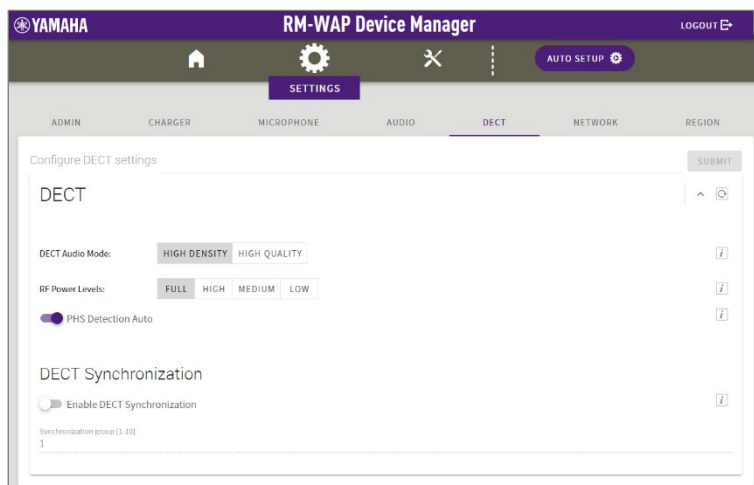 YAMAHA RM-WAP Device Manager LOGOUT
AUTO SETUP
SETTINGS
ADMIN CHARGER MICROPHONE AUDIO DECT NETWORK REGION
Configure DECT settings SUBMIT
DECT
DECT Audio Mode: HIGH DENSITY HIGH QUALITY i
RF Power Levels: FULL HIGH MEDIUM LOW i
PHS Detection Auto i
DECT Synchronization
Enable DECT Synchronization i
Synchronization group [1-10]
1